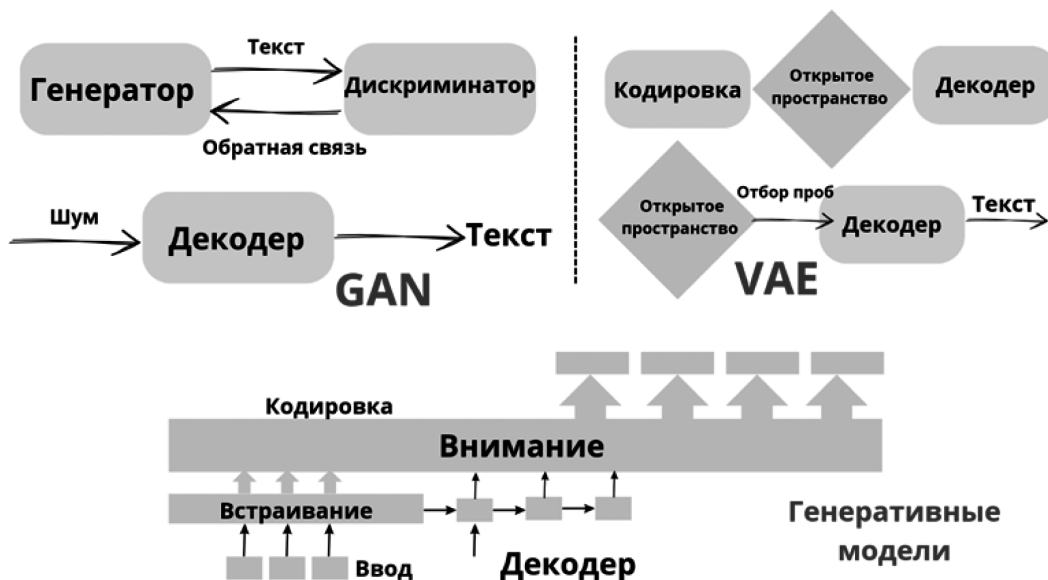 Текст
Генератор
Дискриминатор
Обратная связь
Шум
Декодер
Текст
GAN
Кодировка
Открытое
пространство
Декодер
Открытое
пространство
Отбор проб
Декодер
Текст
VAE
Кодировка
Внимание
Встраивание
Ввод
Декодер
Генеративные
модели